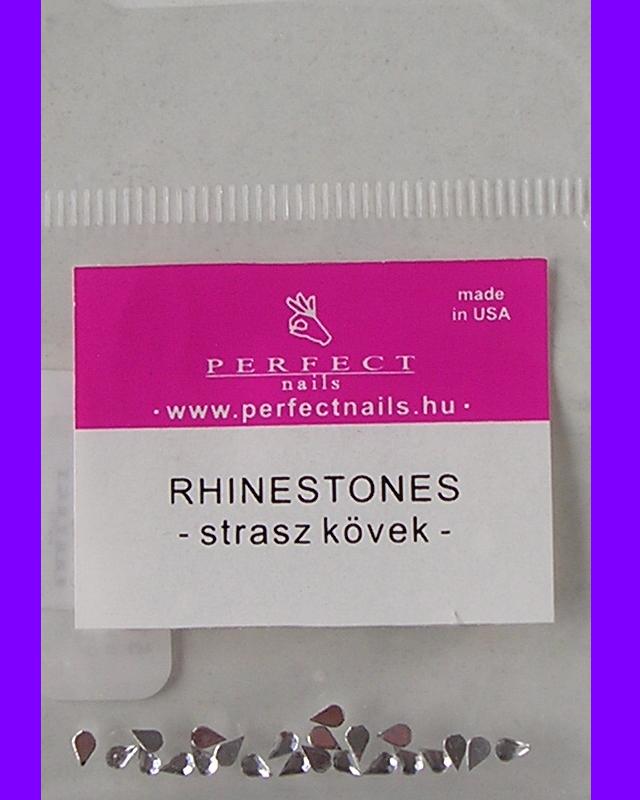 made
in USA
PERFECT
nails
·www.perfectnails.hu·
RHINESTONES
- strasz kövek -